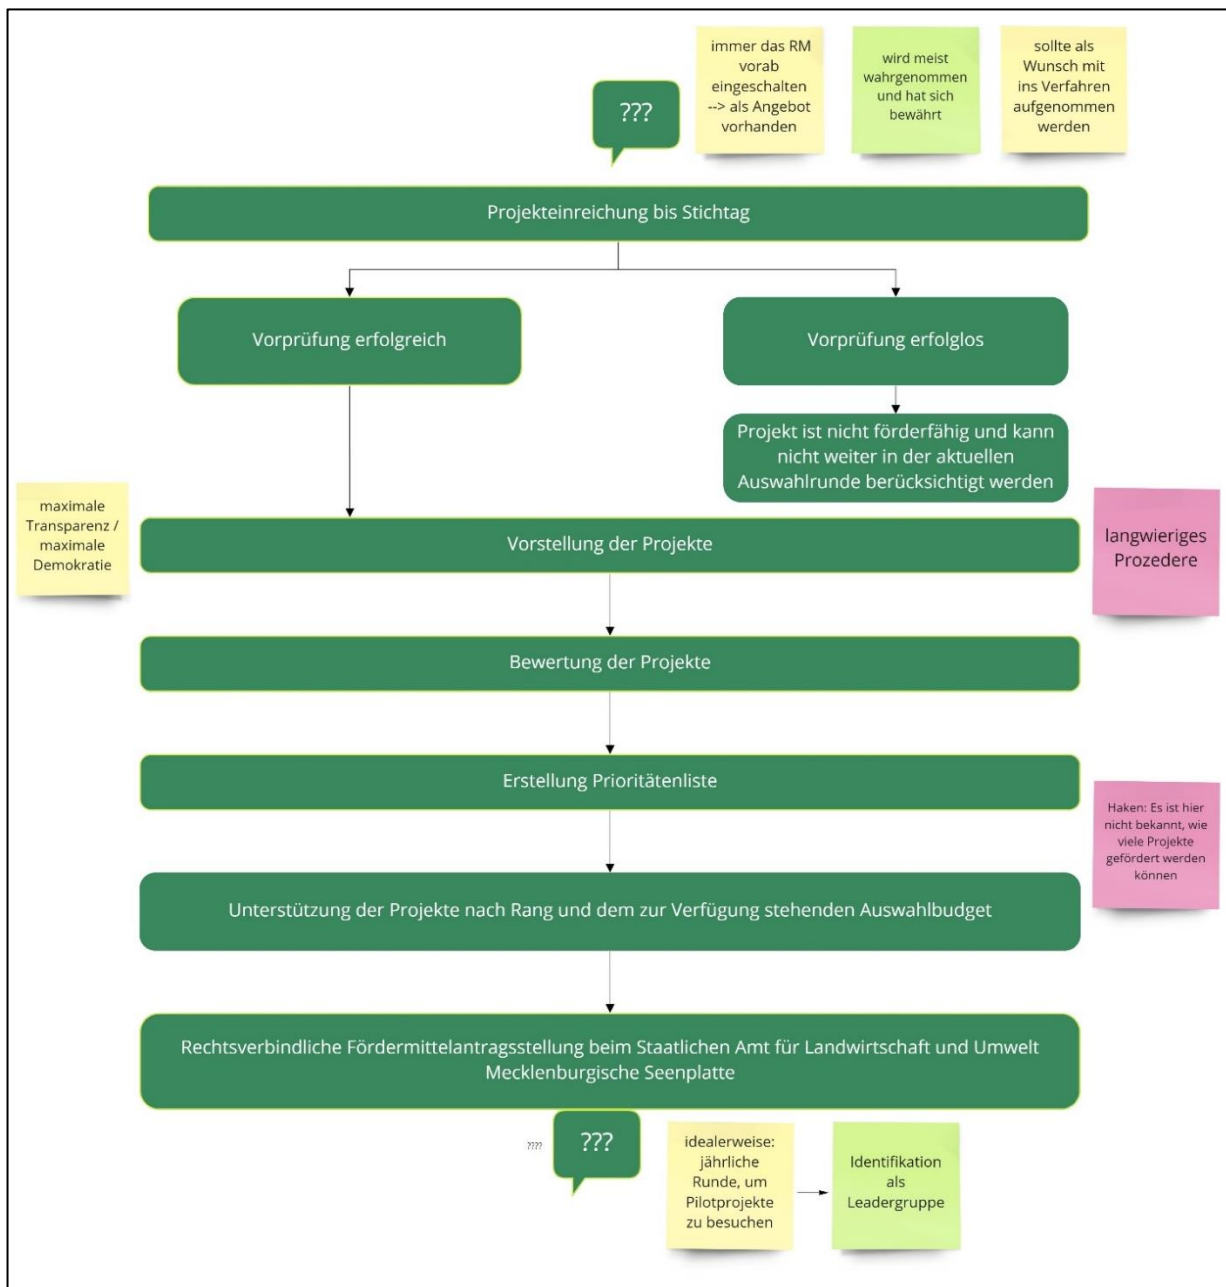 immer das RM
vorab
eingeschalten
--> als Angebot
vorhanden
wird meist
wahrgenommen
und hat sich
bewährt
sollte als
Wunsch mit
ins Verfahren
aufgenommen
werden
???
Projekteinreichung bis Stichtag
Vorprüfung erfolgreich
Vorprüfung erfolglos
Projekt ist nicht förderfähig und kann
nicht weiter in der aktuellen
Auswahlrunde berücksichtigt werden
maximale
Transparenz /
maximale
Demokratie
Vorstellung der Projekte
langwieriges
Prozedere
Bewertung der Projekte
Erstellung Prioritätenliste
Haken: Es ist hier
nicht bekannt, wie
viele Projekte
gefördert werden
können
Unterstützung der Projekte nach Rang und dem zur Verfügung stehenden Auswahlbudget
Rechtsverbindliche Fördermittelantragsstellung beim Staatlichen Amt für Landwirtschaft und Umwelt
Mecklenburgische Seenplatte
????
???
idealerweise:
jährliche
Runde, um
Pilotprojekte
zu besuchen
Identifikation
als
Leadergruppe